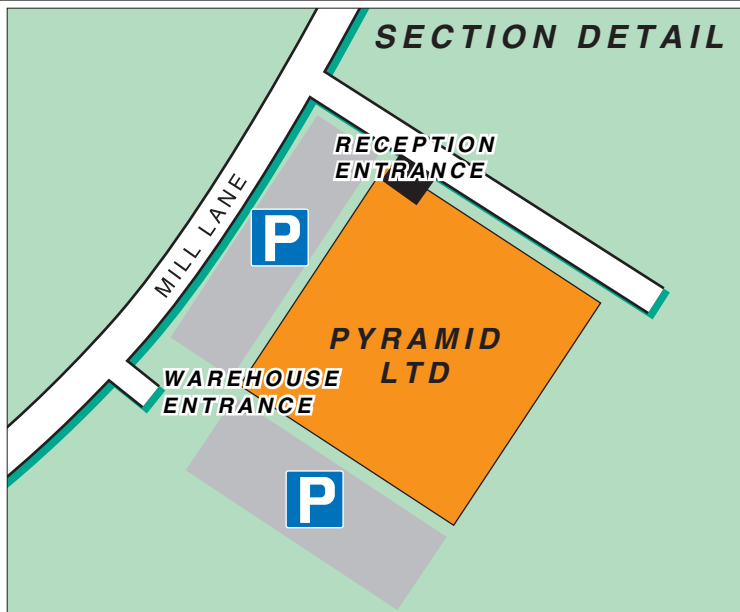 SECTION DETAIL
RECEPTION
ENTRANCE
MILL LANE
P
PYRAMID
LTD
WAREHOUSE
ENTRANCE
P